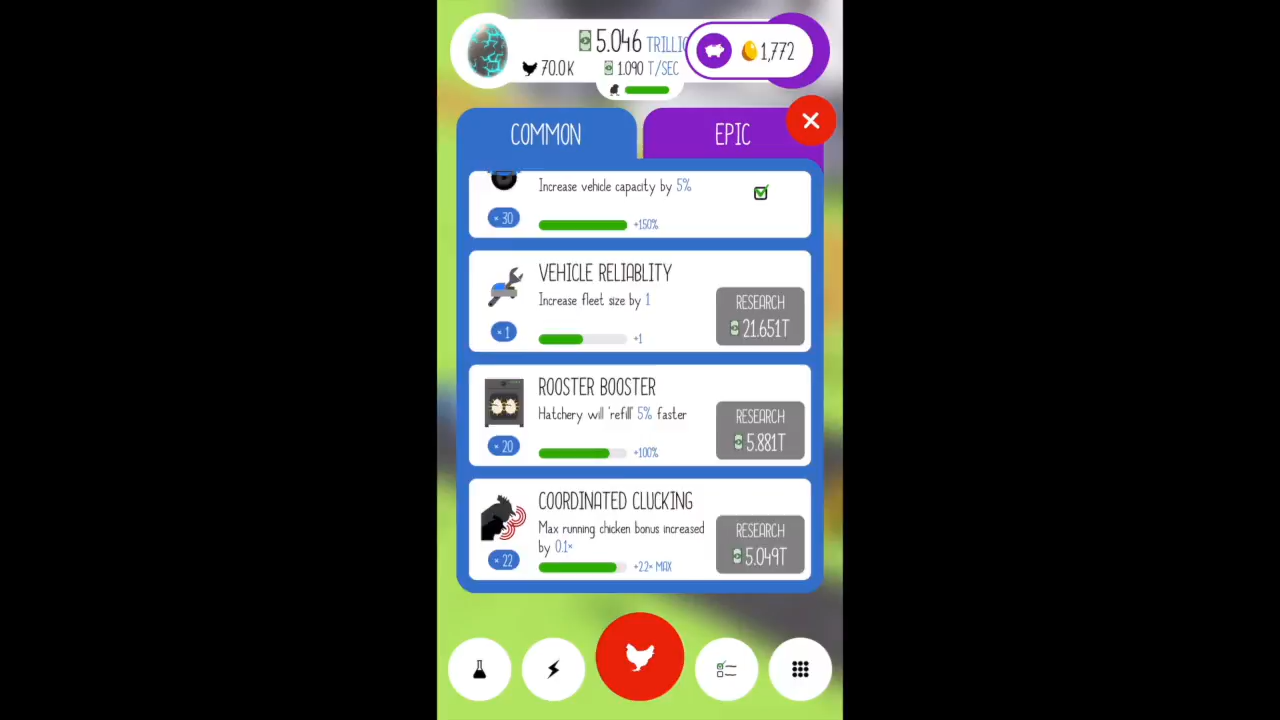 5.046 TRILLIO
1,772
70.0K
1.090 T/SEC
COMMON
EPIC
Increase vehicle capacity by 5%
× 30
+150%
VEHICLE RELIABLITY
Increase fleet size by 1
RESEARCH
21.651T
× 1
+1
ROOSTER BOOSTER
Hatchery will 'refill' 5% faster
RESEARCH
5.881T
× 20
+100%
COORDINATED CLUCKING
Max running chicken bonus increased
by 0.1×
RESEARCH
5.049T
× 22
+2.2× MAX